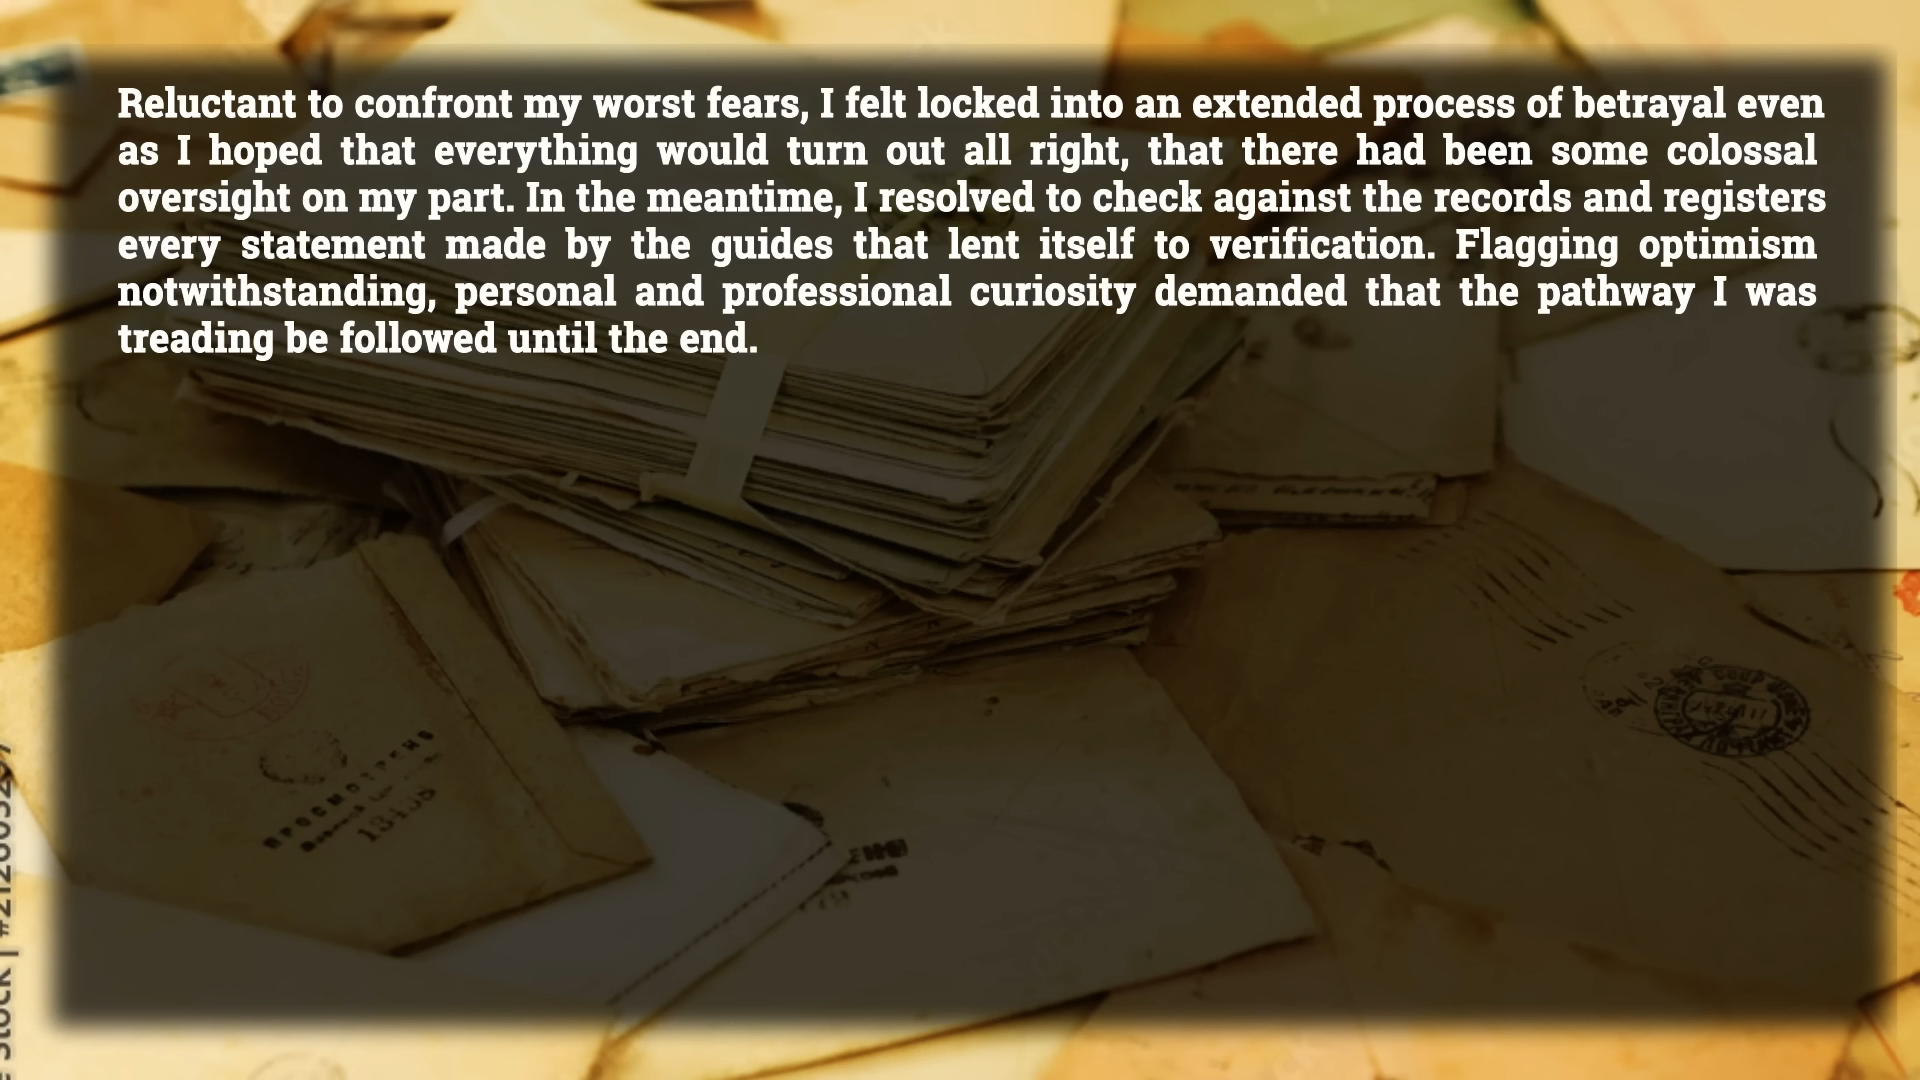 Reluctant to confront my worst fears, I felt locked into an extended process of betrayal even
as I hoped that everything would turn out all right, that there had been some colossal
oversight on my part. In the meantime, I resolved to check against the records and registers
every statement made by the guides that lent itself to verification. Flagging optimism
notwithstanding, personal and professional curiosity demanded that the pathway I was
treading be followed until the end.
ПРОСМОТРЕНО